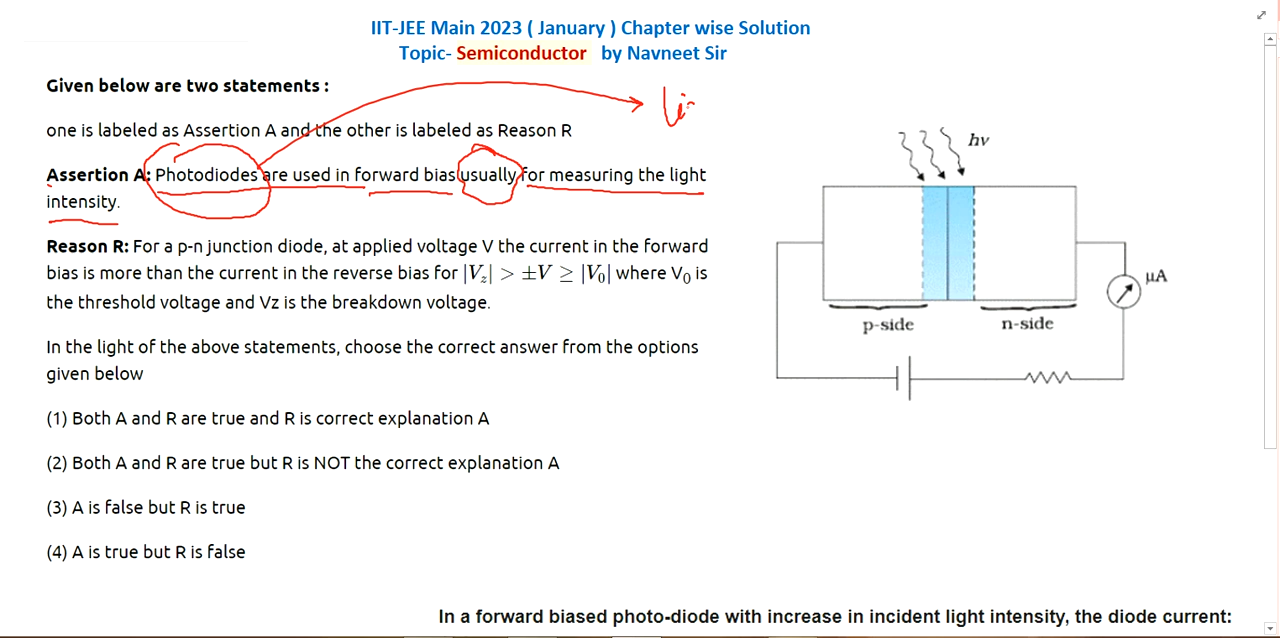 IIT-JEE Main 2023 ( January ) Chapter wise Solution
Topic- Semiconductor by Navneet Sir
Given below are two statements :
one is labeled as Assertion A and the other is labeled as Reason R
Assertion A: Photodiodes are used in forward bias usually for measuring the light
intensity.
Reason R: For a p-n junction diode, at applied voltage V the current in the forward
bias is more than the current in the reverse bias for |Vz| > ±V ≥ |V0| where V0 is
the threshold voltage and Vz is the breakdown voltage.
In the light of the above statements, choose the correct answer from the options
given below
(1) Both A and R are true and R is correct explanation A
(2) Both A and R are true but R is NOT the correct explanation A
(3) A is false but R is true
(4) A is true but R is false
hv
μA
p-side
n-side
In a forward biased photo-diode with increase in incident light intensity, the diode current: